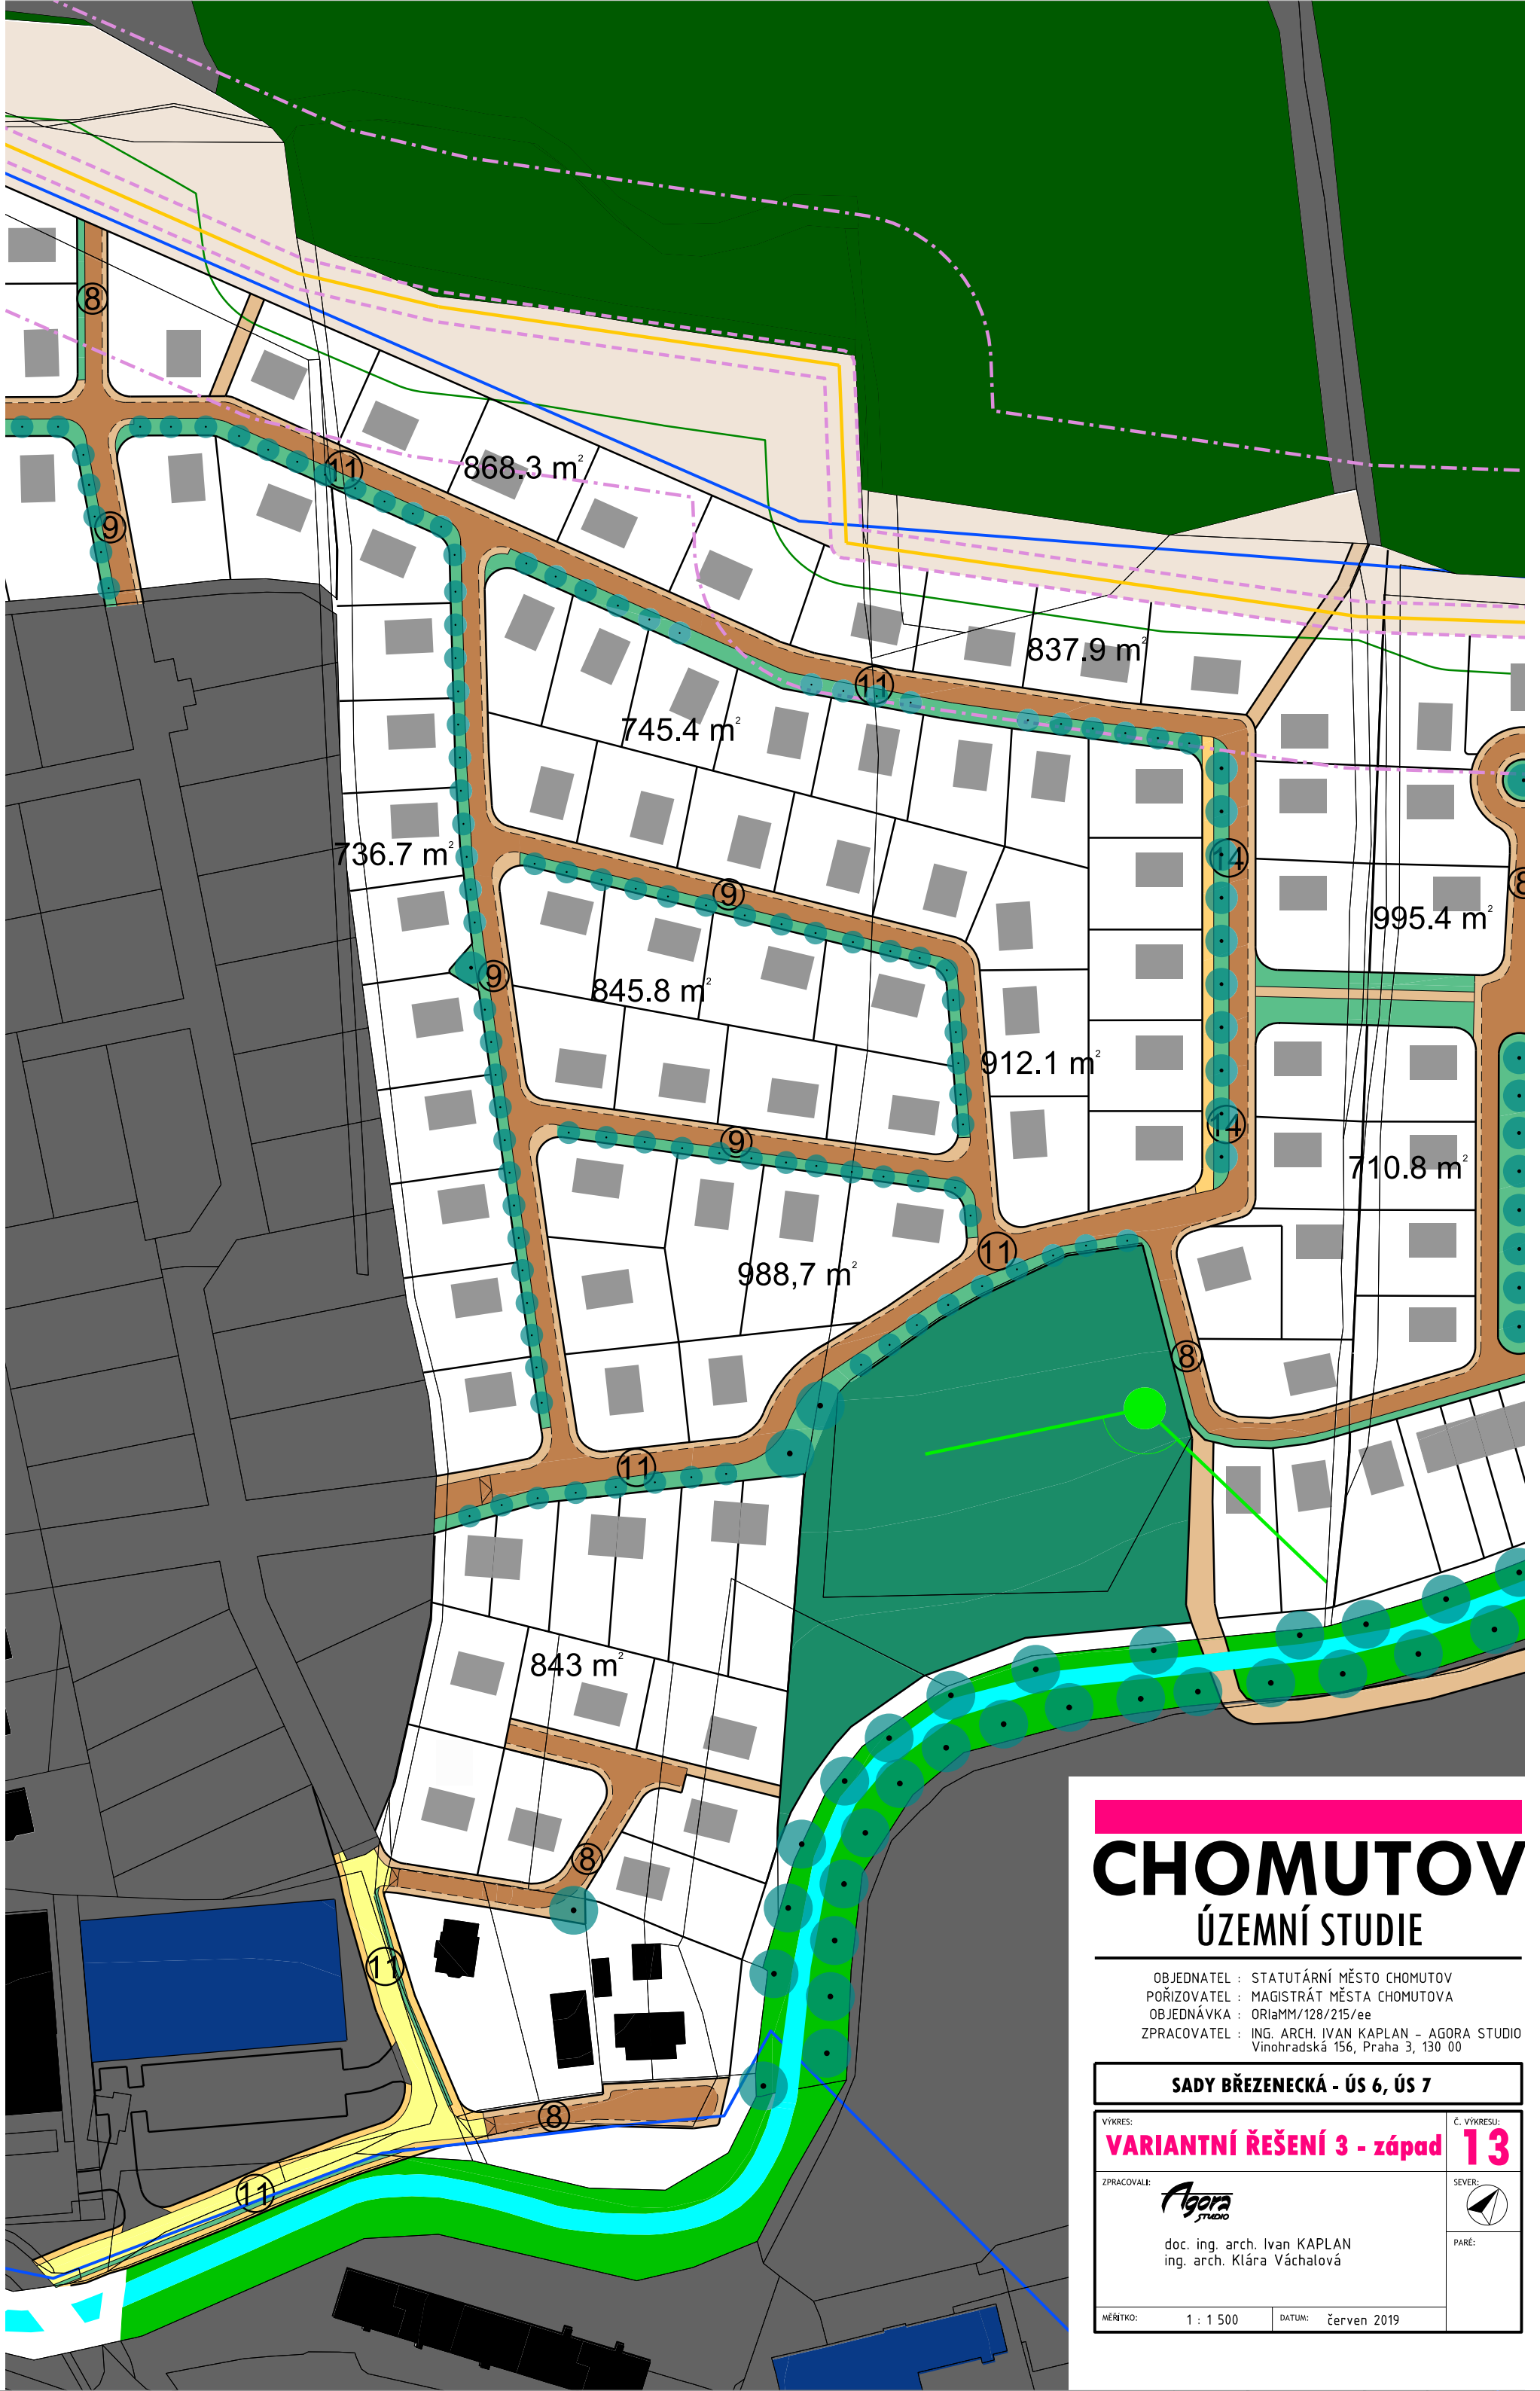 8
11
868.3 m²
9
837.9 m²
11
745.4 m²
736.7 m²
14
8
9
995.4 m²
9
845.8 m²
912.1 m²
14
9
710.8 m²
11
988,7 m²
8
11
843 m²
8
11
8
11
CHOMUTOV
ÚZEMNÍ STUDIE
OBJEDNATEL : STATUTÁRNÍ MĚSTO CHOMUTOV
POŘIZOVATEL : MAGISTRÁT MĚSTA CHOMUTOVA
OBJEDNÁVKA : ORIaMM/128/215/ee
ZPRACOVATEL : ING. ARCH. IVAN KAPLAN – AGORA STUDIO
Vinohradská 156, Praha 3, 130 00
SADY BŘEZENECKÁ - ÚS 6, ÚS 7
VÝKRES:
VARIANTNÍ ŘEŠENÍ 3 - západ
Č. VÝKRESU:
13
ZPRACOVALI:
Agora
STUDIO
doc. ing. arch. Ivan KAPLAN
ing. arch. Klára Váchalová
SEVER:
PARÉ:
MĚŘÍTKO: 1 : 1 500
DATUM: červen 2019